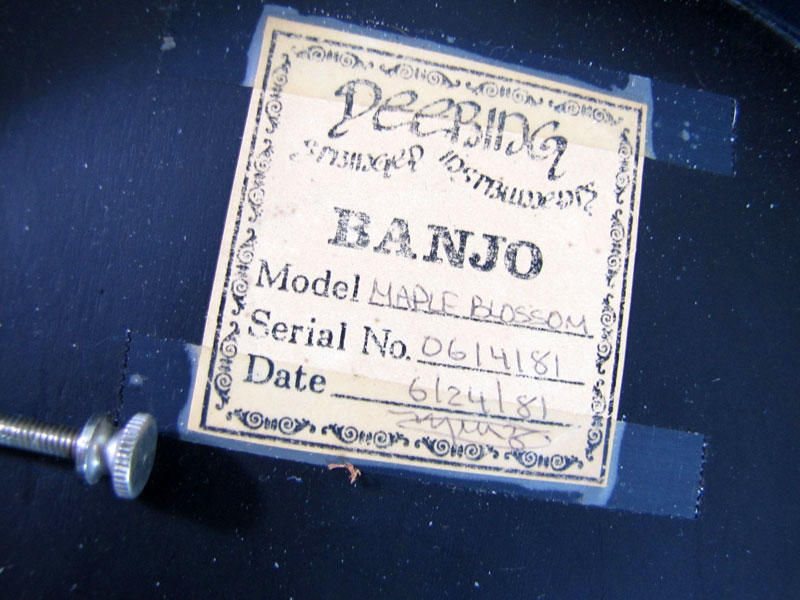 DEERING
STRINGED INSTRUMENTS
BANJO
Model MAPLE BLOSSOM
Serial No. 0614181
Date 6/24/81